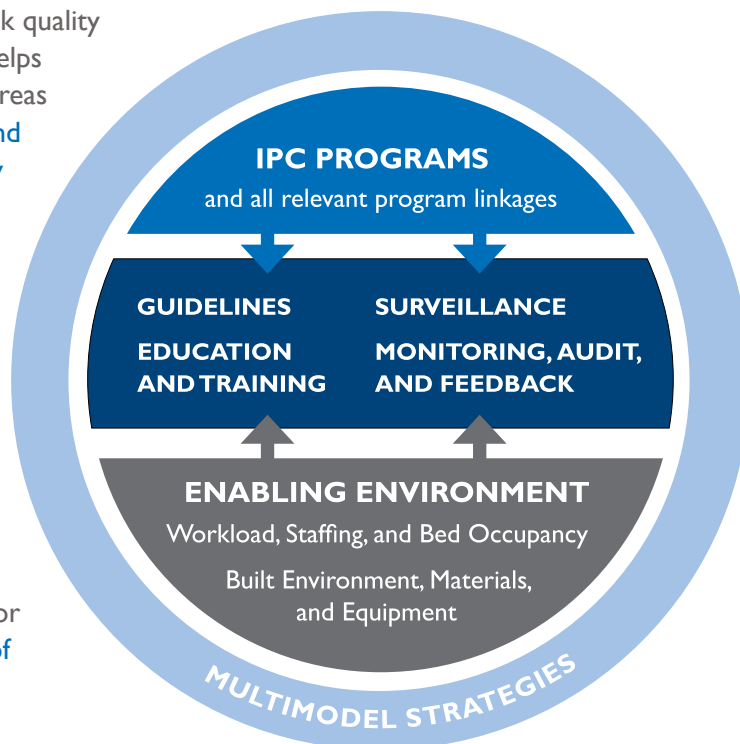 k quality
elps
reas
nd
IPC PROGRAMS
and all relevant program linkages
GUIDELINES
EDUCATION
AND TRAINING
SURVEILLANCE
MONITORING, AUDIT,
AND FEEDBACK
ENABLING ENVIRONMENT
Workload, Staffing, and Bed Occupancy
Built Environment, Materials,
and Equipment
or
of
MULTIMODEL STRATEGIES